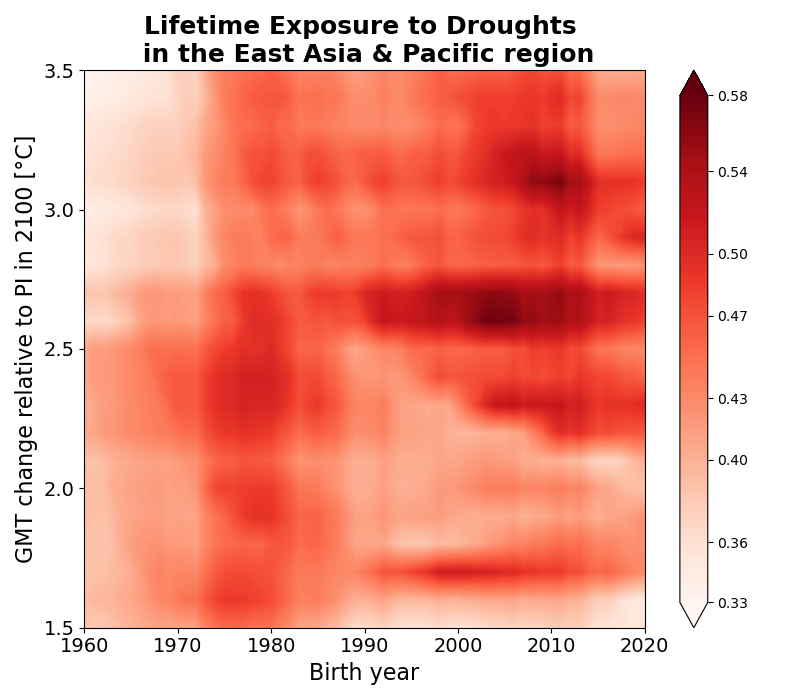 Lifetime Exposure to Droughts
in the East Asia & Pacific region
GMT change relative to PI in 2100 [°C]
3.5
3.0
2.5
2.0
1.5
1960 1970 1980 1990 2000 2010 2020
Birth year
0.58
0.54
0.50
0.47
0.43
0.40
0.36
0.33